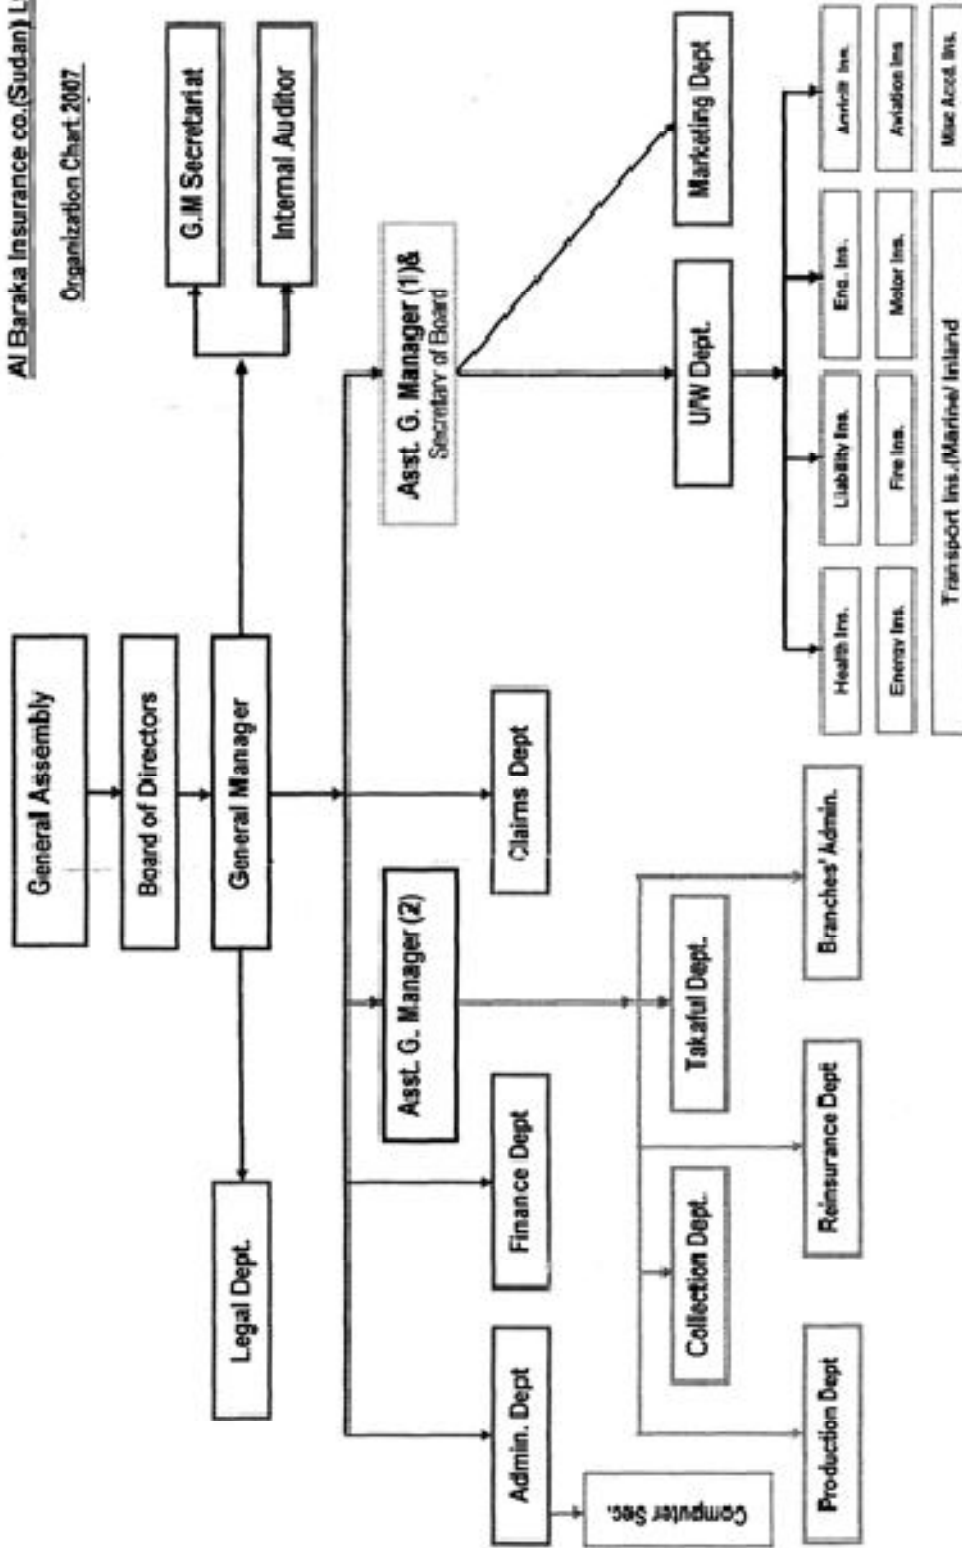 Al Baraka Insurance co.(Sudan)
Organization Chart 2007
General Assembly
Board of Directors
General Manager
Legal Dept.
G.M Secretariat
Internal Auditor
Asst. G. Manager (2)
Asst. G. Manager (1)&
Secretary of Board
Admin. Dept
Finance Dept
Claims Dept
Computer Sec.
Collection Dept.
Takaful Dept.
U/W Dept.
Marketing Dept
Production Dept
Reinsurance Dept
Branches' Admin.
Health Ins.
Liability Ins.
Eng. Ins.
Energy Ins.
Fire Ins.
Motor Ins.
Aviation Ins
Transport Ins.(Marine/ Inland
Misc Accd. Ins.